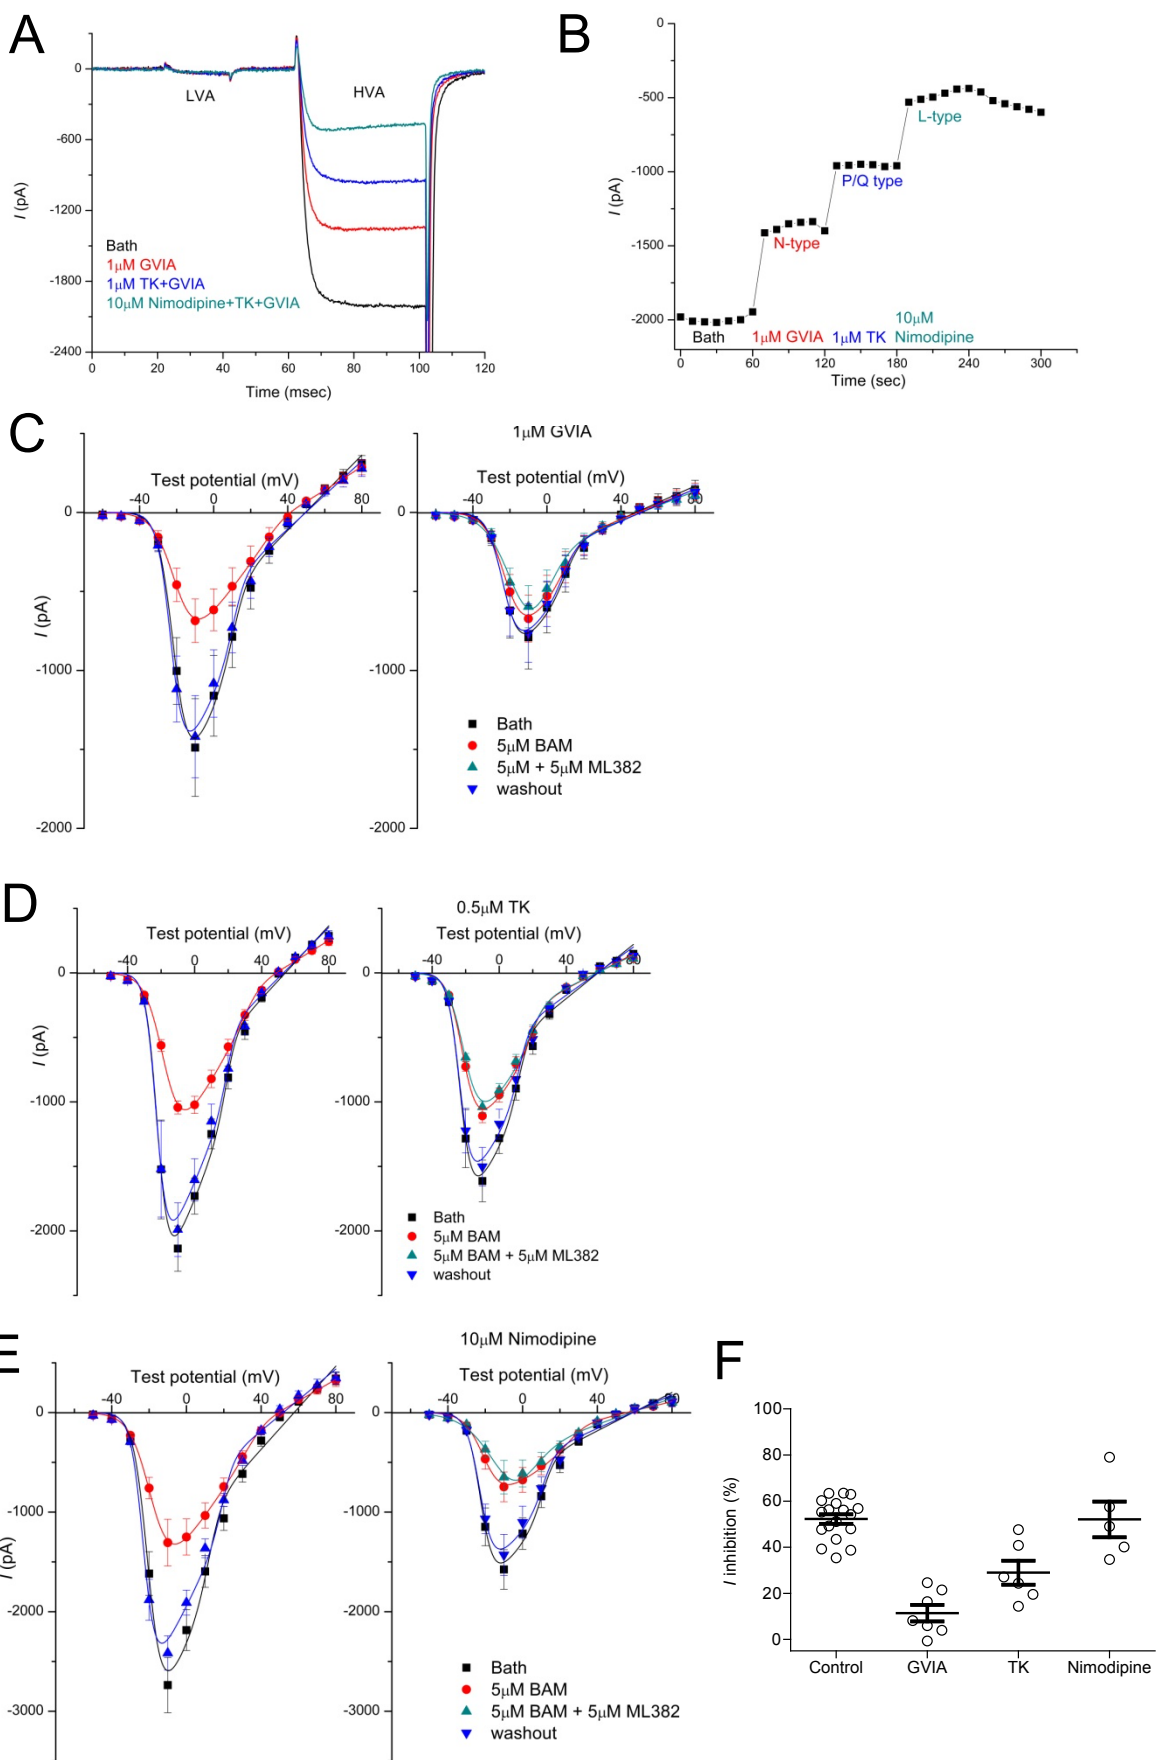 A
0
-600
-1200
-1800
-2400
I (pA)
LVA
HVA
Bath
1μM GVIA
1μM TK+GVIA
10μM Nimodipine+TK+GVIA
0 20 40 60 80 100 120
Time (msec)
B
0
-500
-1000
-1500
-2000
I (pA)
L-type
P/Q type
N-type
10μM
Bath 1μM GVIA 1μM TK Nimodipine
0 60 120 180 240 300
Time (sec)
C
Test potential (mV)
-40 0 40 80
0
-1000
-2000
I (pA)
1μM GVIA
Test potential (mV)
-40 0 40 80
0
-1000
-2000
Bath
5μM BAM
5μM + 5μM ML382
washout
D
Test potential (mV)
-40 0 40 80
0
-1000
-2000
I (pA)
0.5μM TK
Test potential (mV)
-40 0 40 80
0
-1000
-2000
Bath
5μM BAM
5μM BAM + 5μM ML382
washout
E
Test potential (mV)
-40 0 40 80
0
-1000
-2000
-3000
I (pA)
10μM Nimodipine
Test potential (mV)
-40 0 40 80
0
-1000
-2000
-3000
Bath
5μM BAM
5μM BAM + 5μM ML382
washout
F
100
80
60
40
20
0
I inhibition (%)
Control GVIA TK Nimodipine